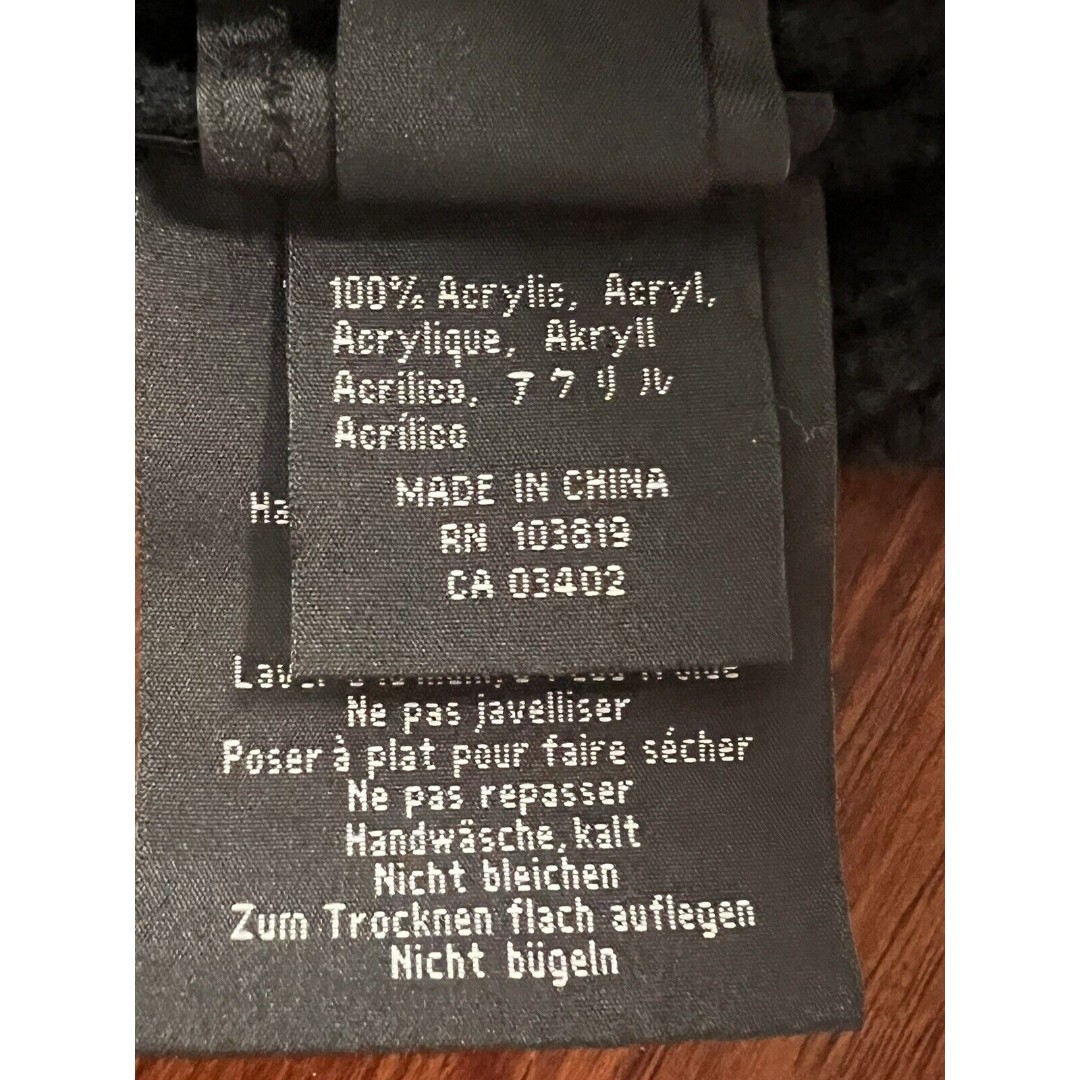 100% Acrylic, Acryl,
Acrylique, Akryll
Acrílico, アクリル
Acrílico
MADE IN CHINA
RN 103819
CA 03402
Ne pas javelliser
Poser à plat pour faire sécher
Ne pas repasser
Handwäsche, kalt
Nicht bleichen
Zum Trocknen flach auflegen
Nicht bügeln